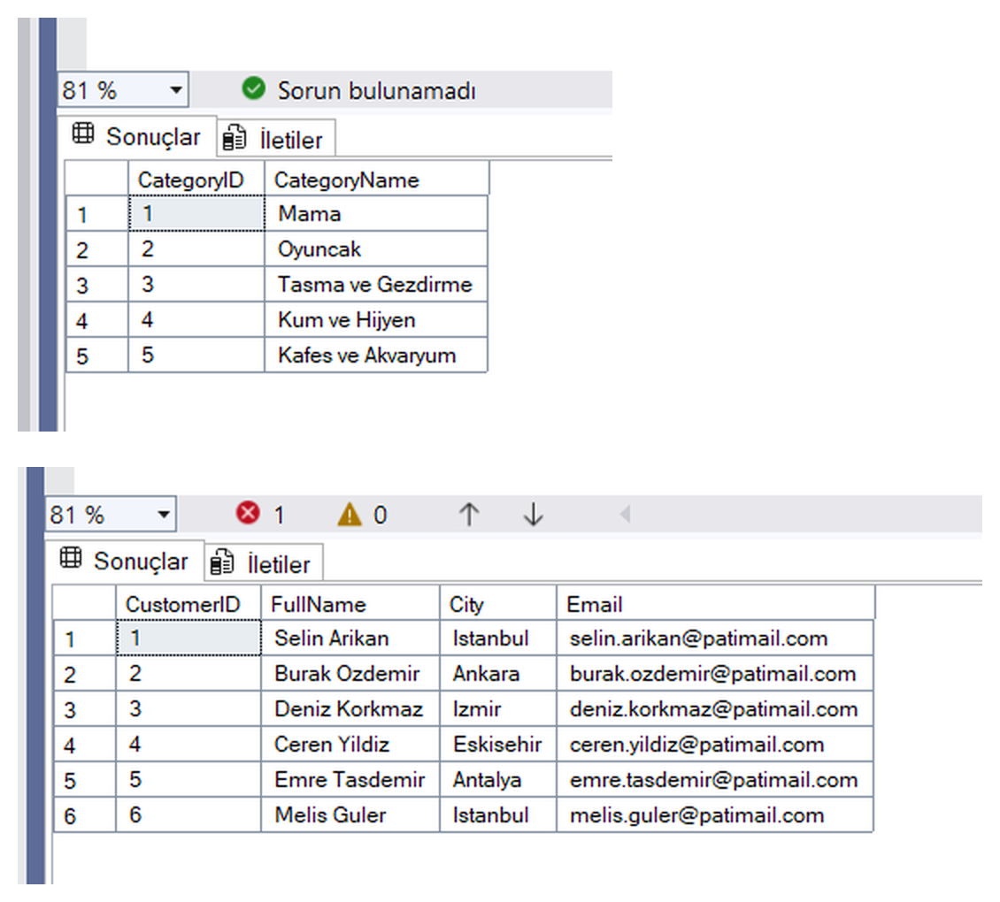 81 %
Sorun bulunamadı
Sonuçlar İletiler
CategoryID CategoryName
1 1 Mama
2 2 Oyuncak
3 3 Tasma ve Gezdirme
4 4 Kum ve Hijyen
5 5 Kafes ve Akvaryum
81 % 1 0
Sonuçlar İletiler
CustomerID FullName City Email
1 1 Selin Arikan Istanbul selin.arikan@patimail.com
2 2 Burak Ozdemir Ankara burak.ozdemir@patimail.com
3 3 Deniz Korkmaz Izmir deniz.korkmaz@patimail.com
4 4 Ceren Yildiz Eskisehir ceren.yildiz@patimail.com
5 5 Emre Tasdemir Antalya emre.tasdemir@patimail.com
6 6 Melis Guler Istanbul melis.guler@patimail.com